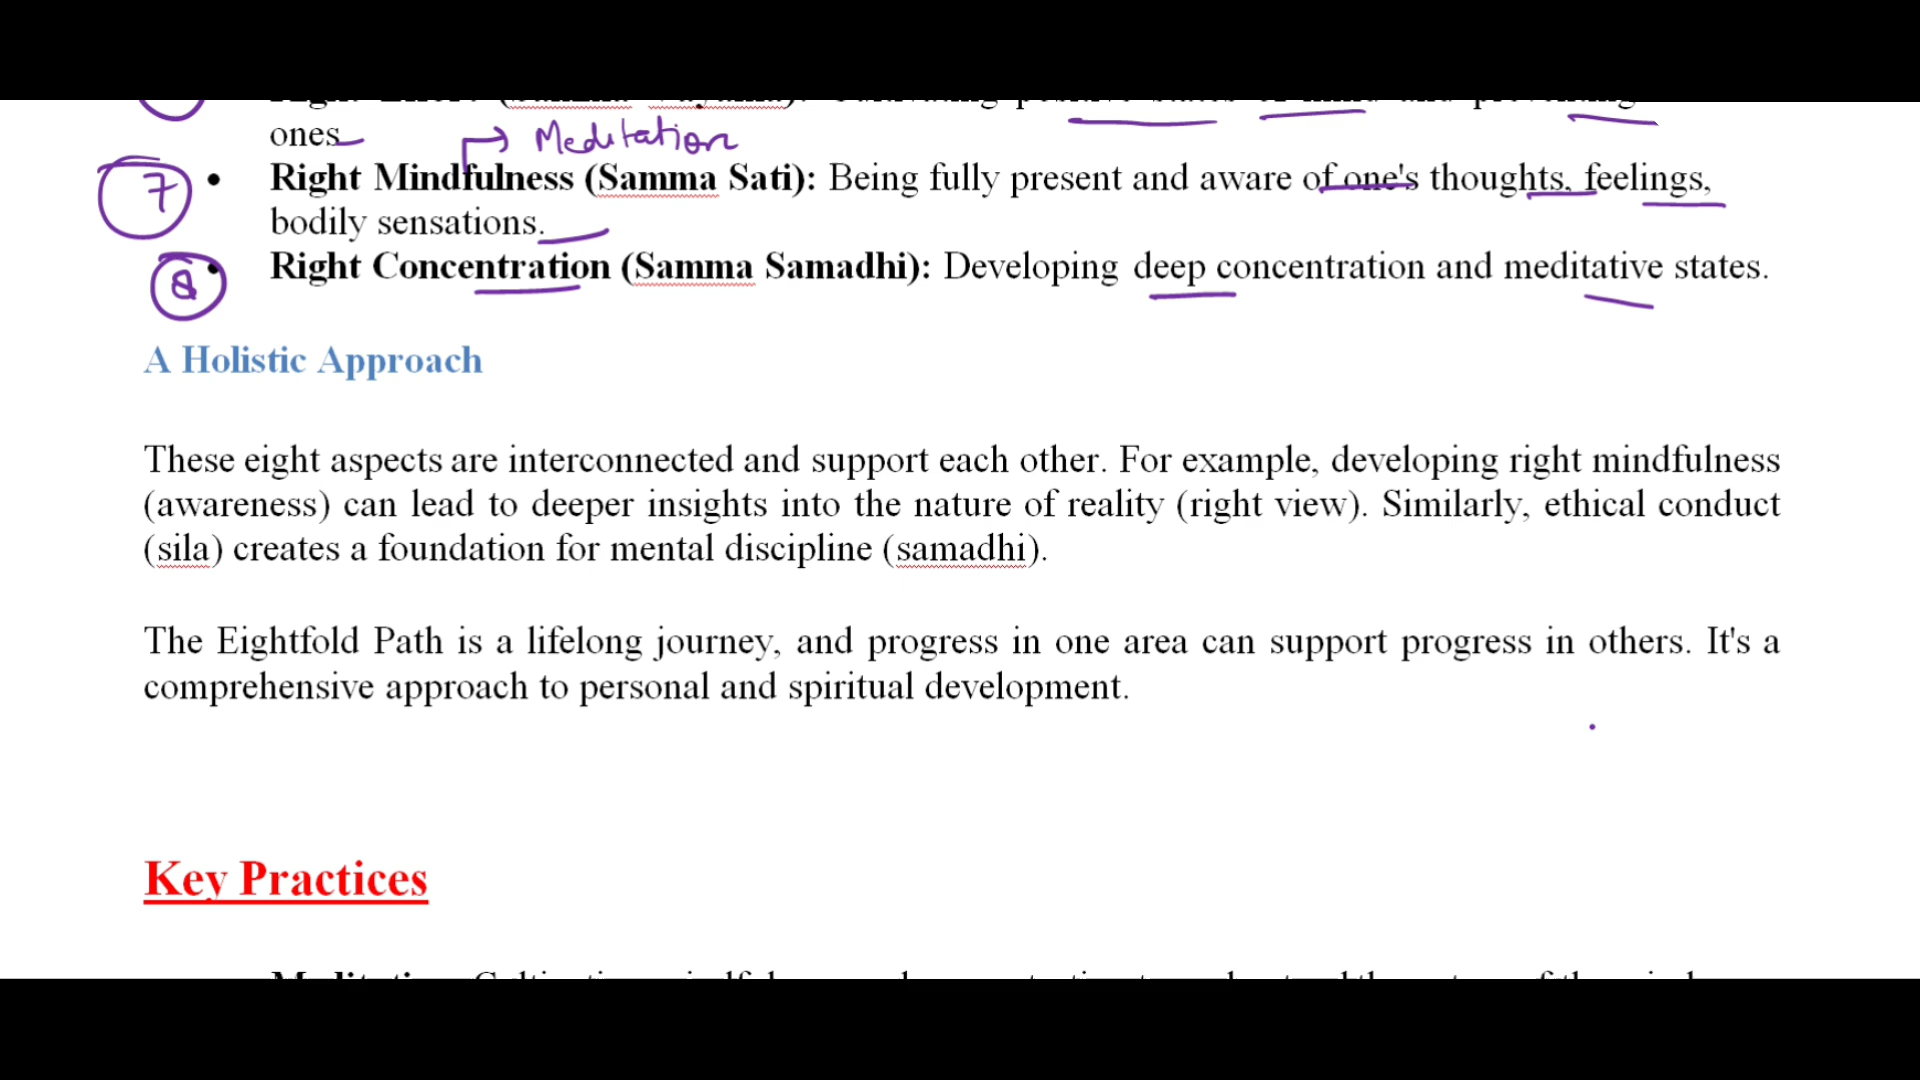 ones
Meditation
7
• Right Mindfulness (Samma Sati): Being fully present and aware of one's thoughts, feelings,
bodily sensations.
8
• Right Concentration (Samma Samadhi): Developing deep concentration and meditative states.
A Holistic Approach
These eight aspects are interconnected and support each other. For example, developing right mindfulness
(awareness) can lead to deeper insights into the nature of reality (right view). Similarly, ethical conduct
(sila) creates a foundation for mental discipline (samadhi).
The Eightfold Path is a lifelong journey, and progress in one area can support progress in others. It's a
comprehensive approach to personal and spiritual development.
Key Practices